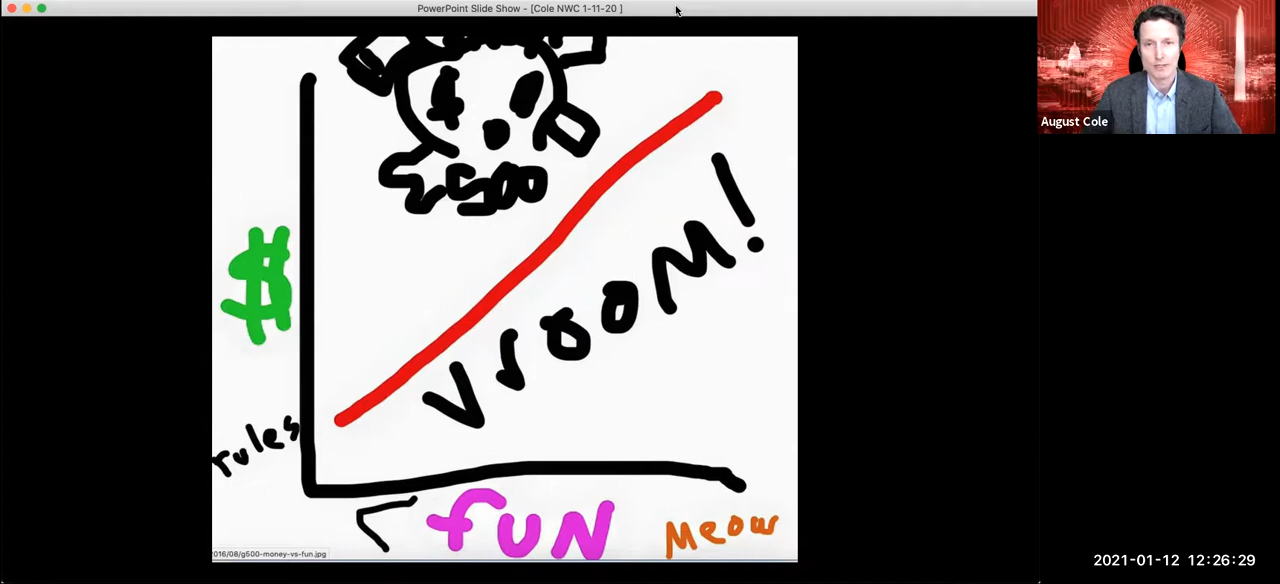 PowerPoint Slide Show - [Cole NWC 1-11-20 ]
August Cole
G500
$
VrooM!
rules
fUN
Meow
2016/08/g500-money-vs-fun.jpg
2021-01-12 12:26:29